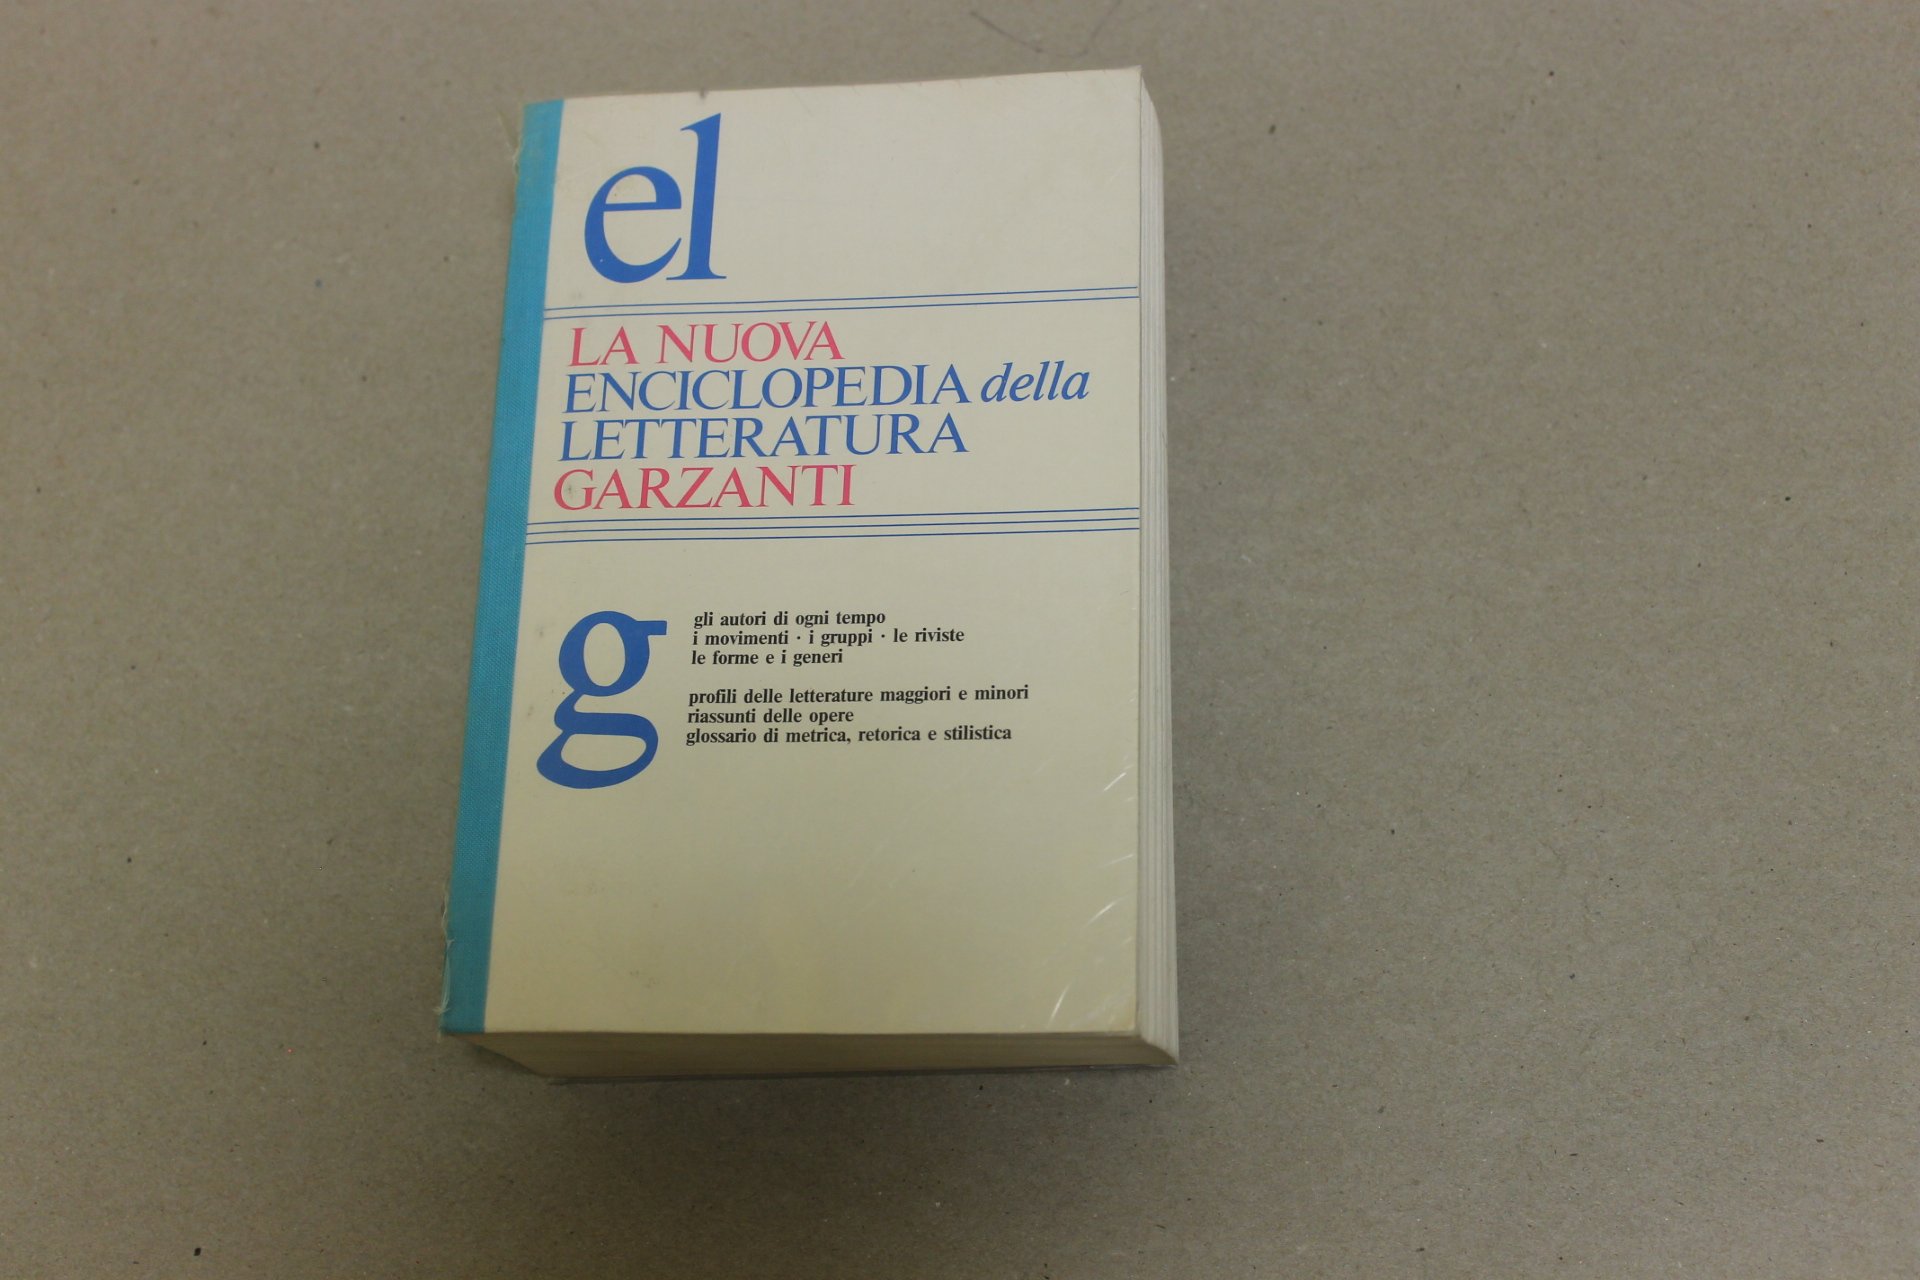 el
LA NUOVA
ENCICLOPEDIA della
LETTERATURA
GARZANTI
g
gli autori di ogni tempo
i movimenti · i gruppi · le riviste
le forme e i generi
profili delle letterature maggiori e minori
riassunti delle opere
glossario di metrica, retorica e stilistica